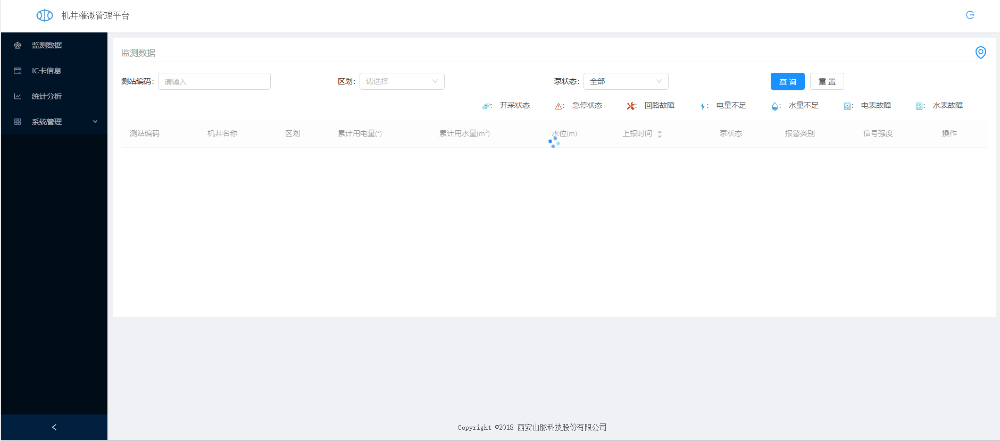 机井灌溉管理平台
监测数据
IC卡信息
统计分析
系统管理
监测数据
测站编码: 请输入 区划: 请选择 泵状态: 全部 查 询 重 置
: 开采状态 : 急停状态 : 回路故障 : 电量不足 : 水量不足 : 电表故障 : 水表故障
测站编码 机井名称 区划 累计用电量(°) 累计用水量(m³) 水位(m) 上报时间 泵状态 报警类别 信号强度 操作
Copyright ©2018 西安山脉科技股份有限公司